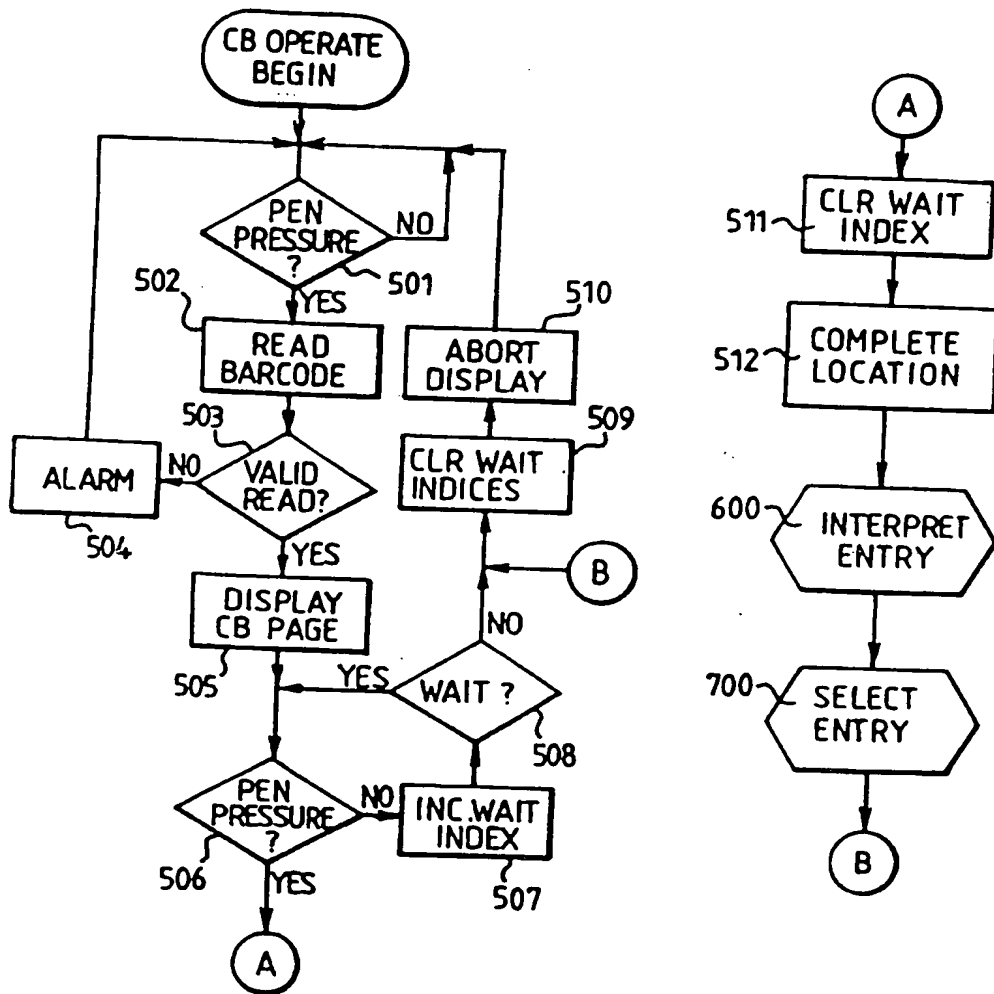 CB OPERATE
BEGIN
PEN
PRESSURE
?
NO
501
YES
502
READ
BARCODE
503
VALID
READ?
NO
ALARM
504
YES
DISPLAY
CB PAGE
505
PEN
PRESSURE
?
NO
506
YES
A
INC.WAIT
INDEX
507
WAIT ?
YES
508
NO
B
CLR WAIT
INDICES
509
ABORT
DISPLAY
510
A
CLR WAIT
INDEX
511
COMPLETE
LOCATION
512
INTERPRET
ENTRY
600
SELECT
ENTRY
700
B